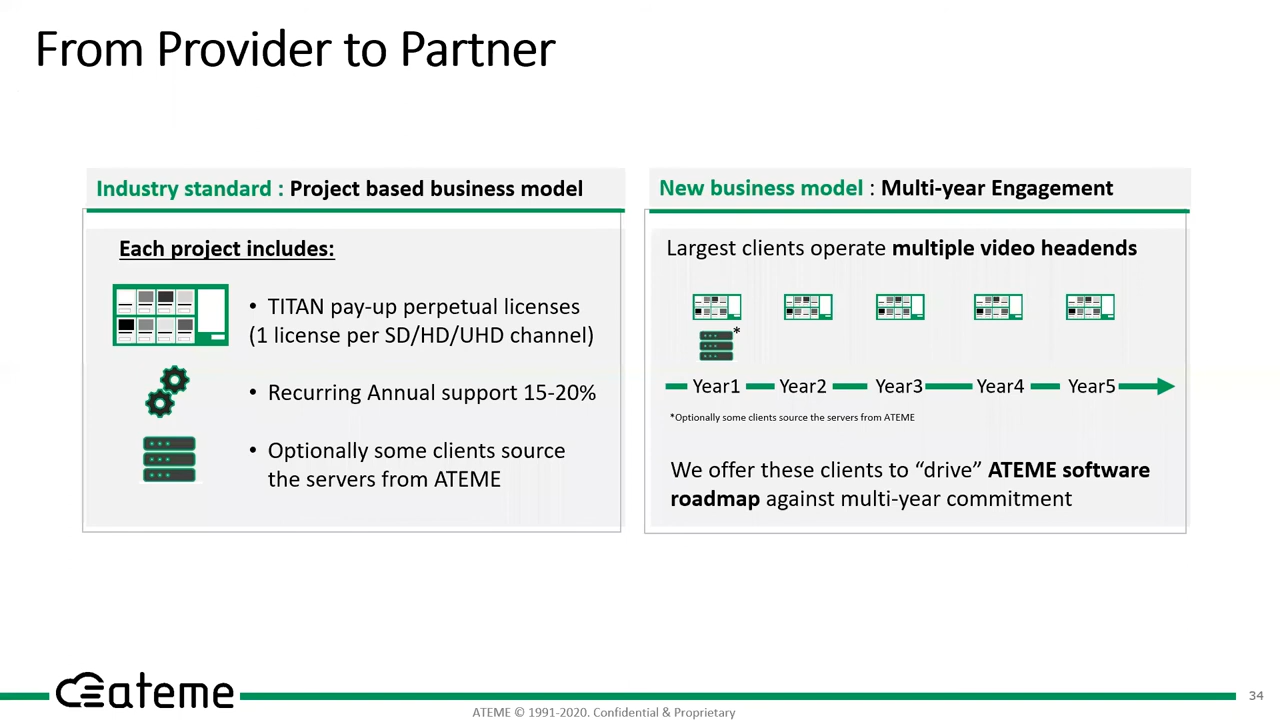 From Provider to Partner
Industry standard : Project based business model
Each project includes:
• TITAN pay-up perpetual licenses
(1 license per SD/HD/UHD channel)
• Recurring Annual support 15-20%
• Optionally some clients source
the servers from ATEME
New business model : Multi-year Engagement
Largest clients operate multiple video headends
*
Year1 Year2 Year3 Year4 Year5
*Optionally some clients source the servers from ATEME
We offer these clients to “drive” ATEME software
roadmap against multi-year commitment
ateme
ATEME © 1991-2020. Confidential & Proprietary
34